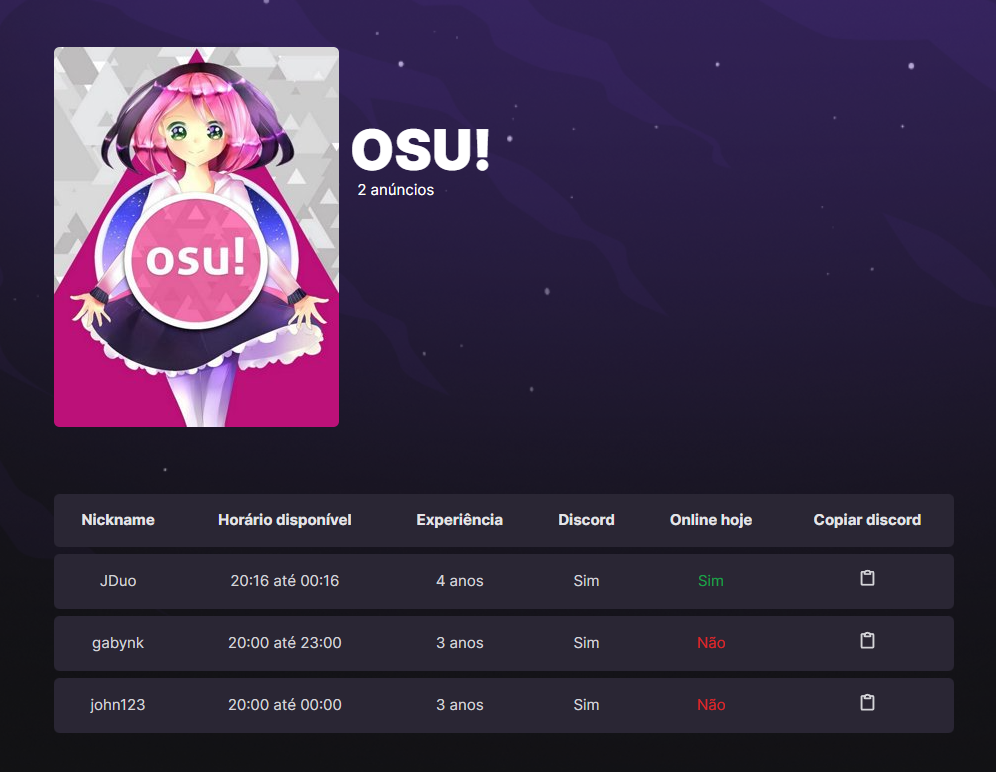 osu!
OSU!
2 anúncios
Nickname Horário disponível Experiência Discord Online hoje Copiar discord
JDuo 20:16 até 00:16 4 anos Sim Sim
gabynk 20:00 até 23:00 3 anos Sim Não
john123 20:00 até 00:00 3 anos Sim Não